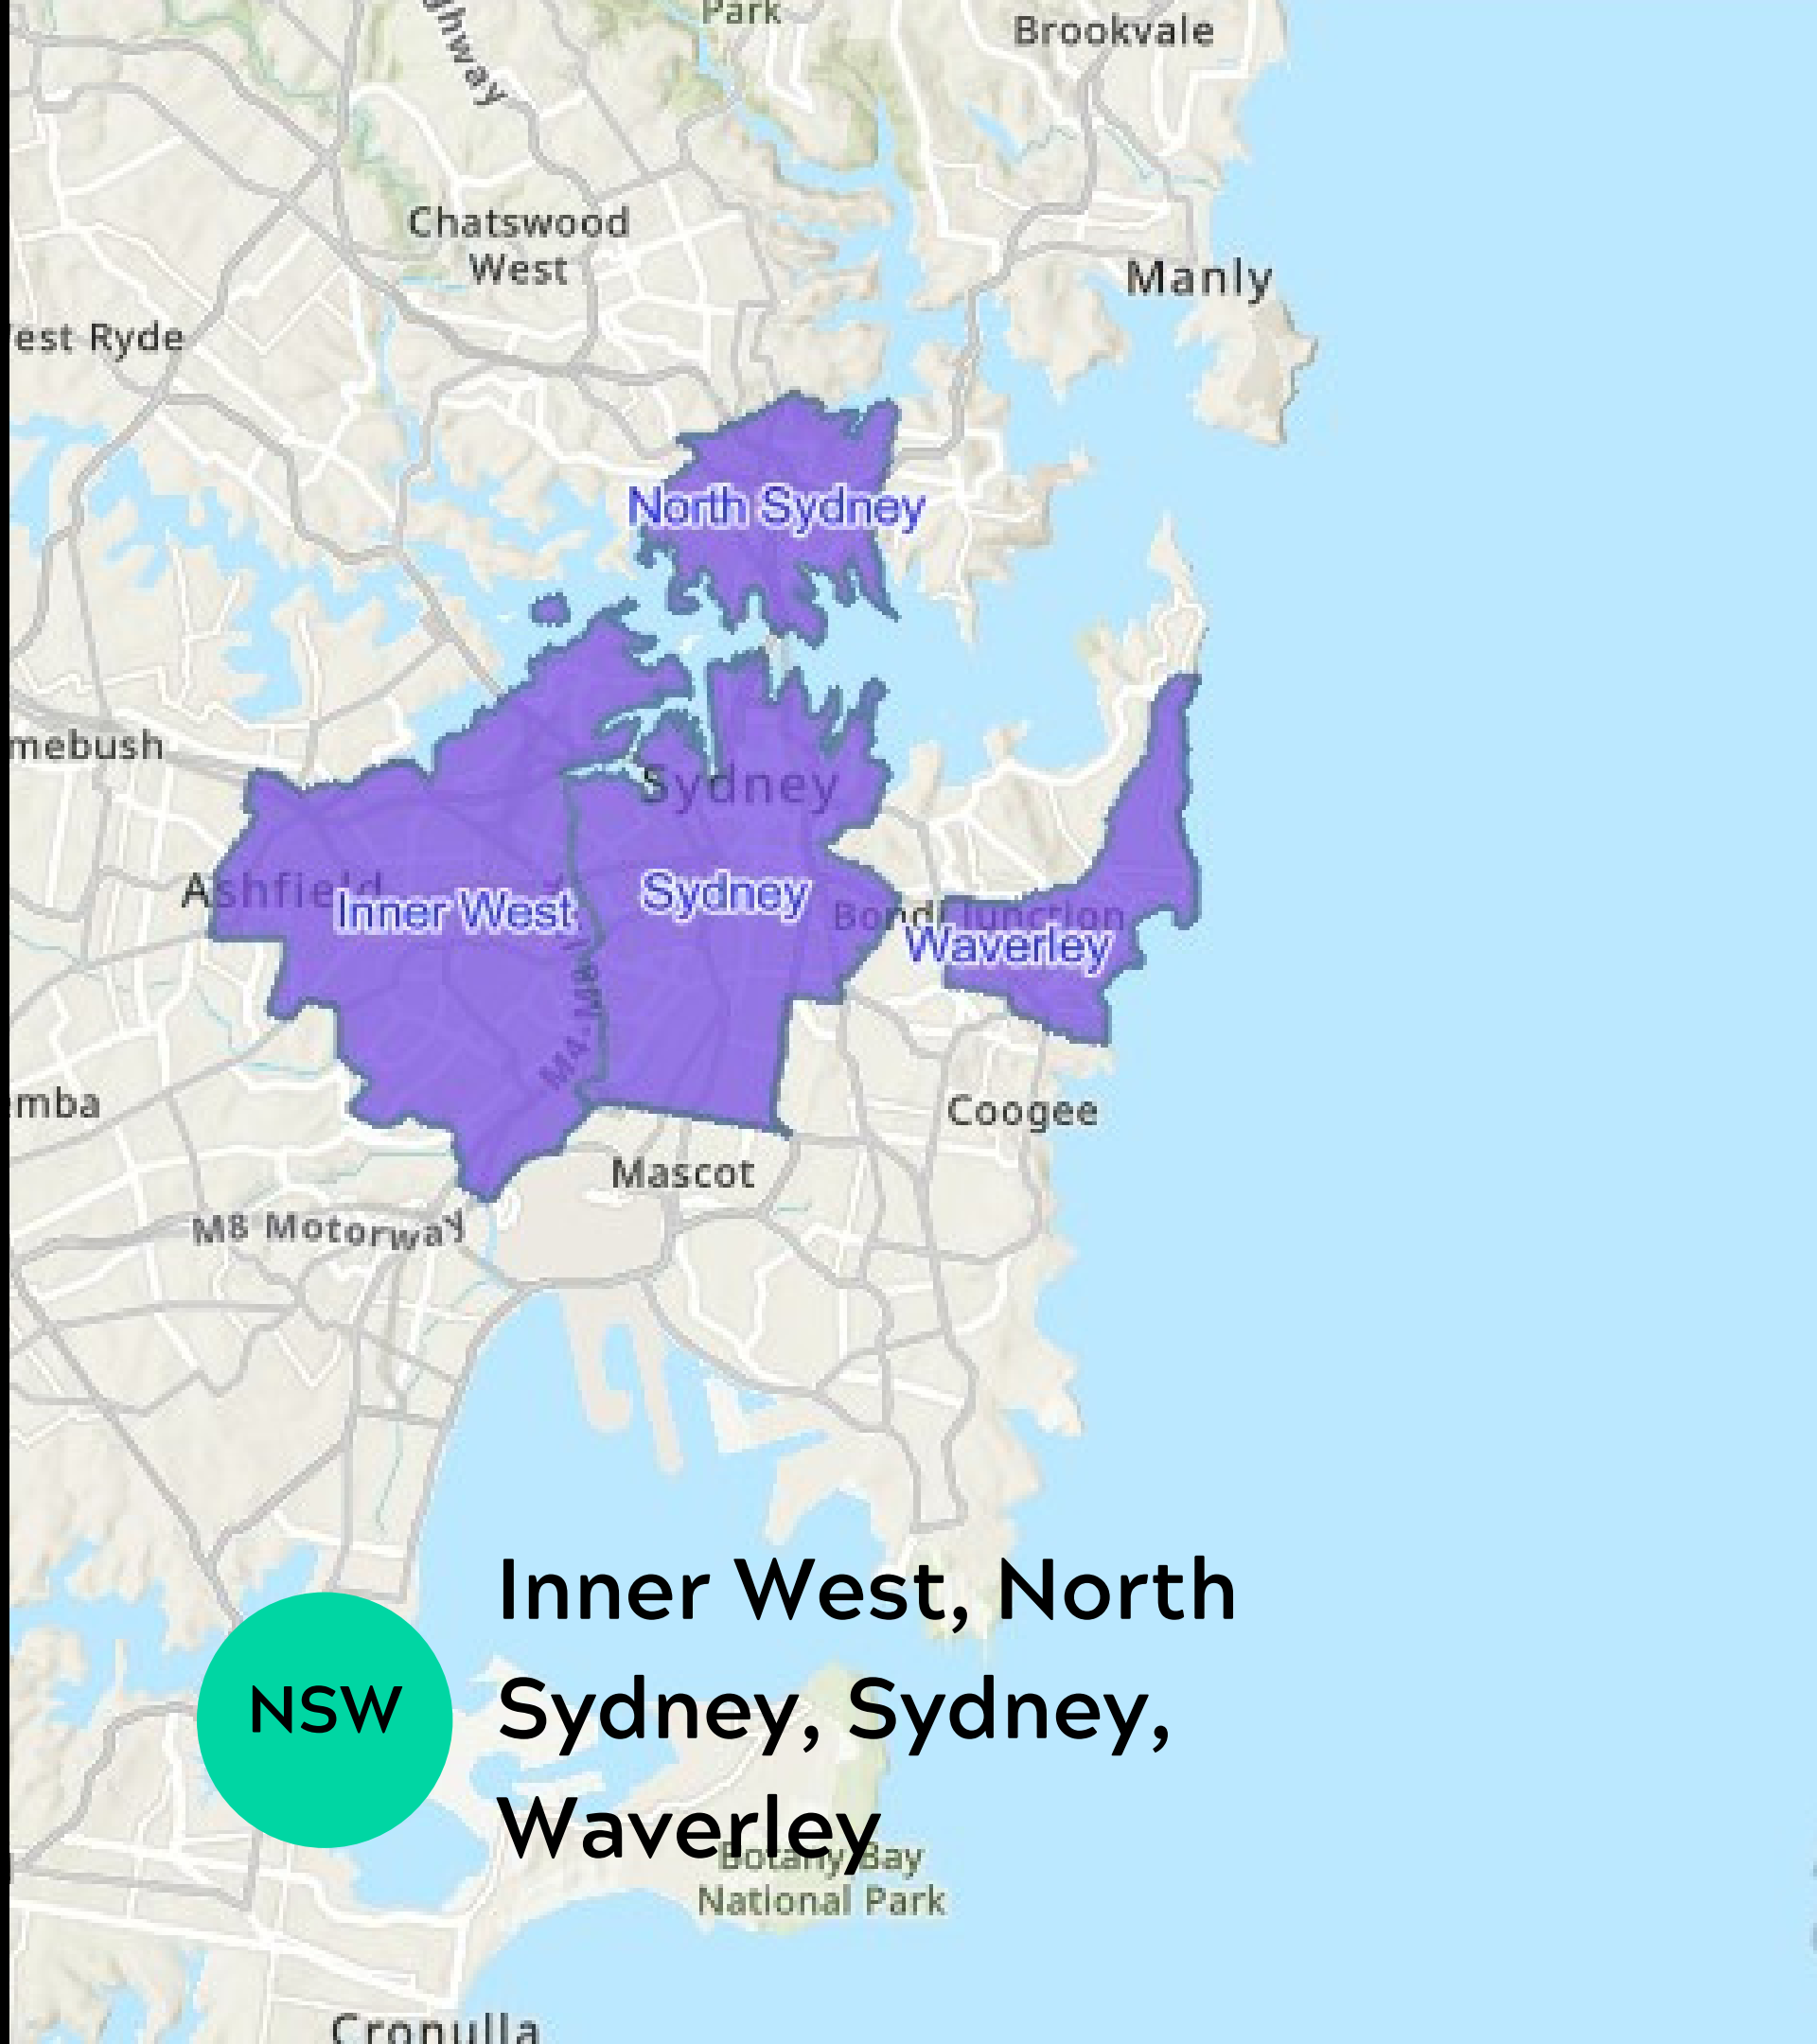 Park
Brookvale
Chatswood
West
Manly
est Ryde
North Sydney
mebush
Sydney
Ashfield
Inner West
Sydney
Bondi Junction
Waverley
M4-M8
mba
Coogee
Mascot
M8 Motorway
Inner West, North
Sydney, Sydney,
Waverley
NSW
Botany Bay
National Park
Cronulla